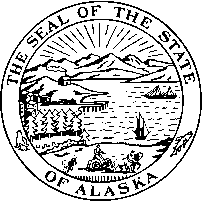 THE SEAL OF THE STATE
OF ALASKA